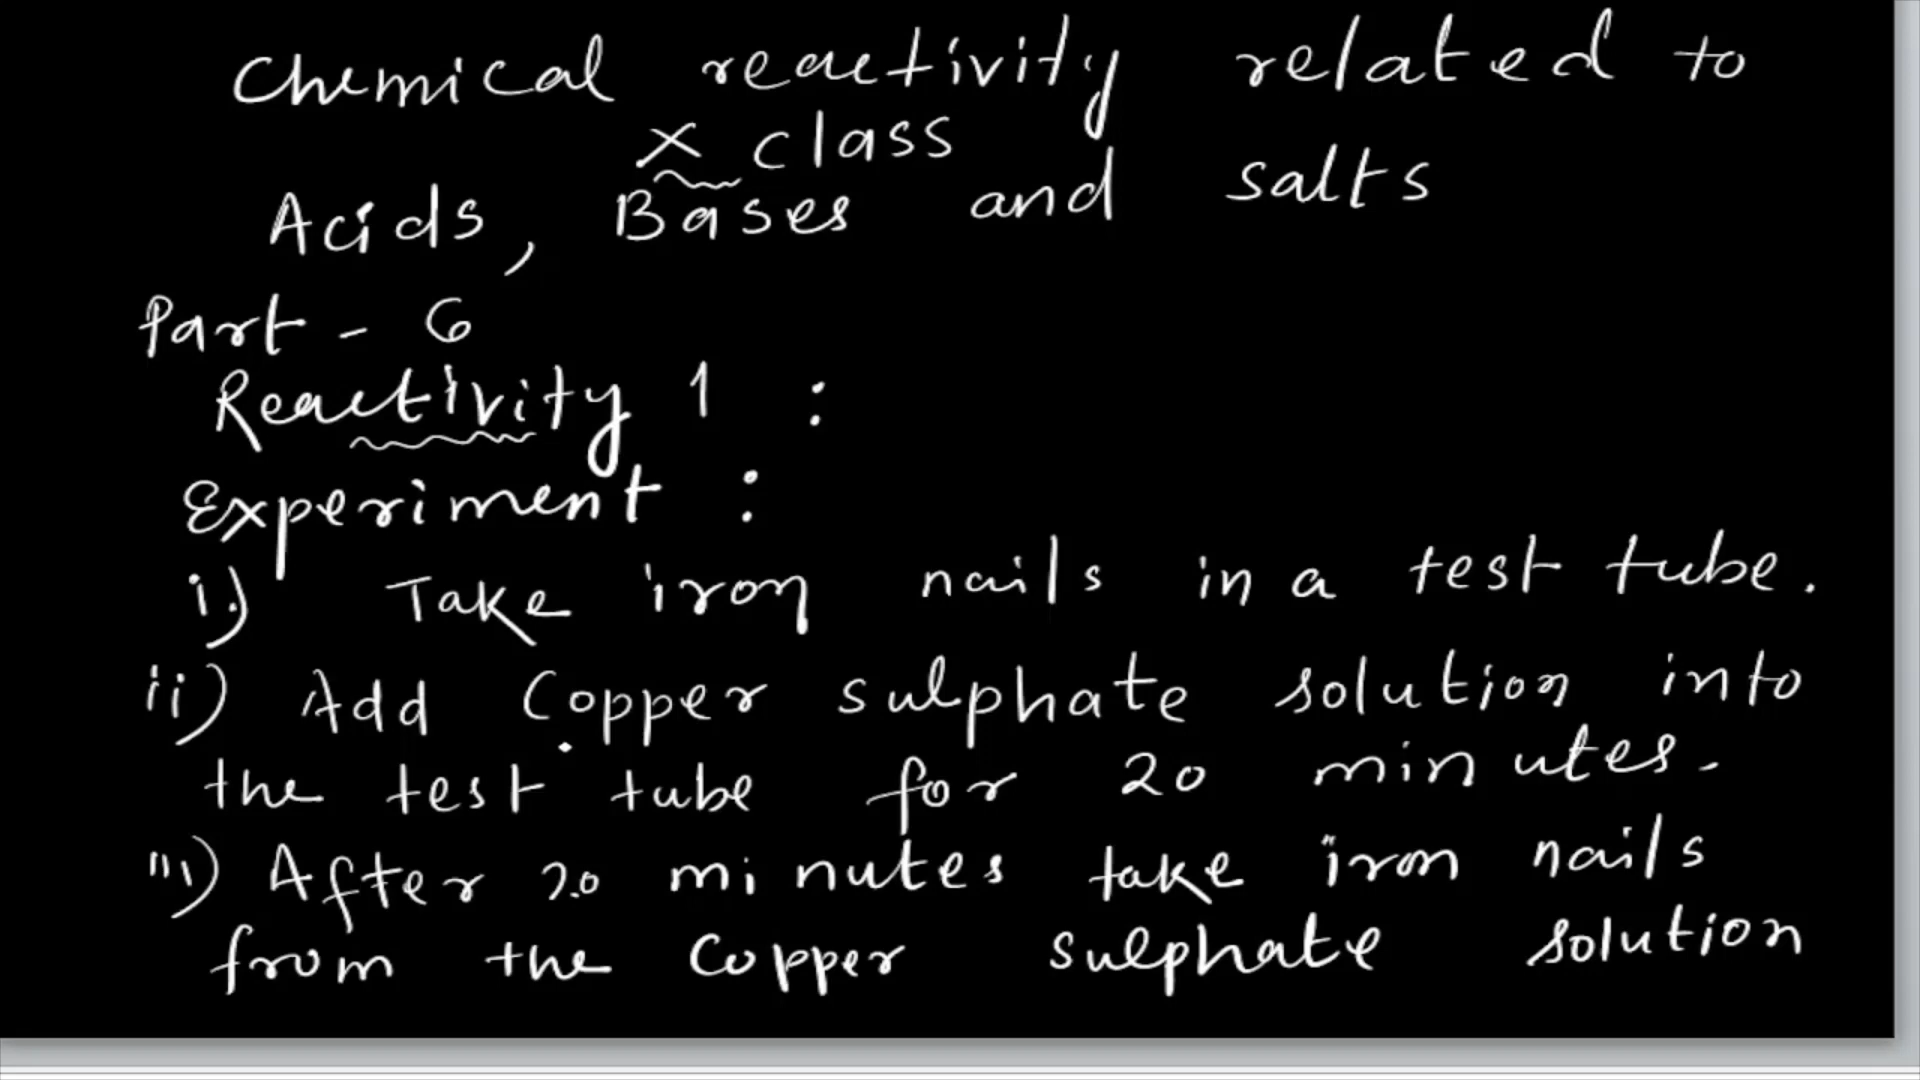 Chemical reactivity related to
X class
Acids, Bases and salts
Part - 6
Reactivity 1 :
Experiment :
i) Take iron nails in a test tube.
ii) Add Copper sulphate solution into
the test tube for 20 minutes.
iii) After 20 minutes take iron nails
from the Copper sulphate solution